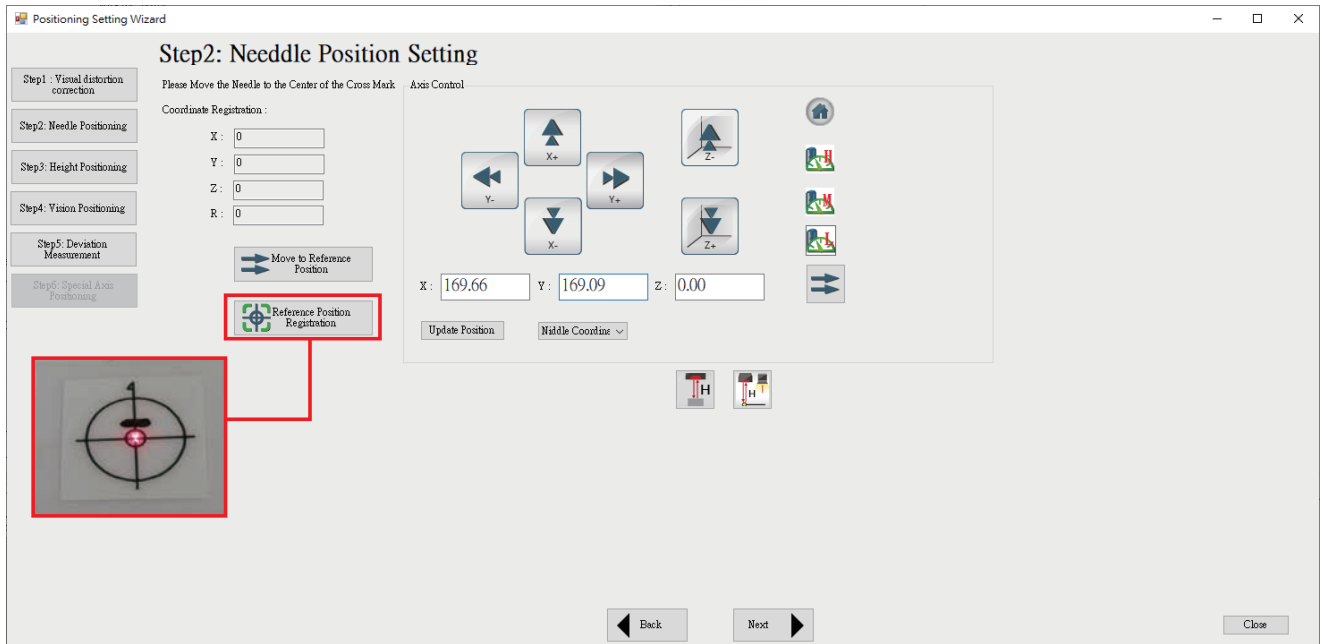 Positioning Setting Wizard
Step2: Needdle Position Setting
Step1 : Visual distortion
correction
Step2: Needle Positioning
Step3: Height Positioning
Step4: Vision Positioning
Step5: Deviation
Measurement
Step6: Special Axis
Positioning
Please Move the Needle to the Center of the Cross Mark
Coordinate Registration :
X : 0
Y : 0
Z : 0
R : 0
Move to Reference
Position
Reference Position
Registration
Axis Control
X+
Y-
Y+
X-
Z-
Z+
H
M
L
X : 169.66 Y : 169.09 Z : 0.00
Update Position
Niddle Coordine
H
H
Back
Next
Close